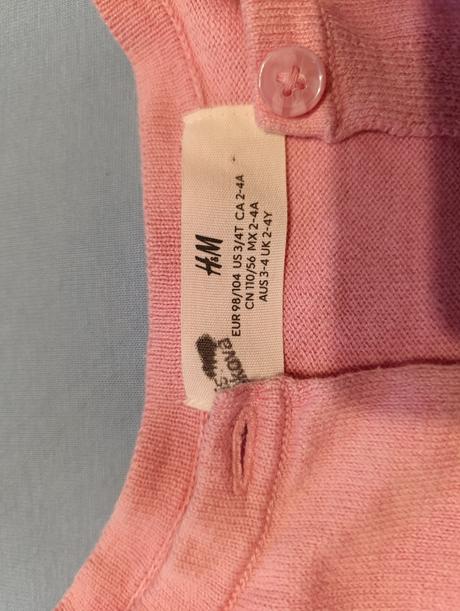 H&M
EUR 98/104 US 3/4T CA 2-4A
CN 110/56 MX 2-4A
AUS 3-4 UK 2-4Y
kova